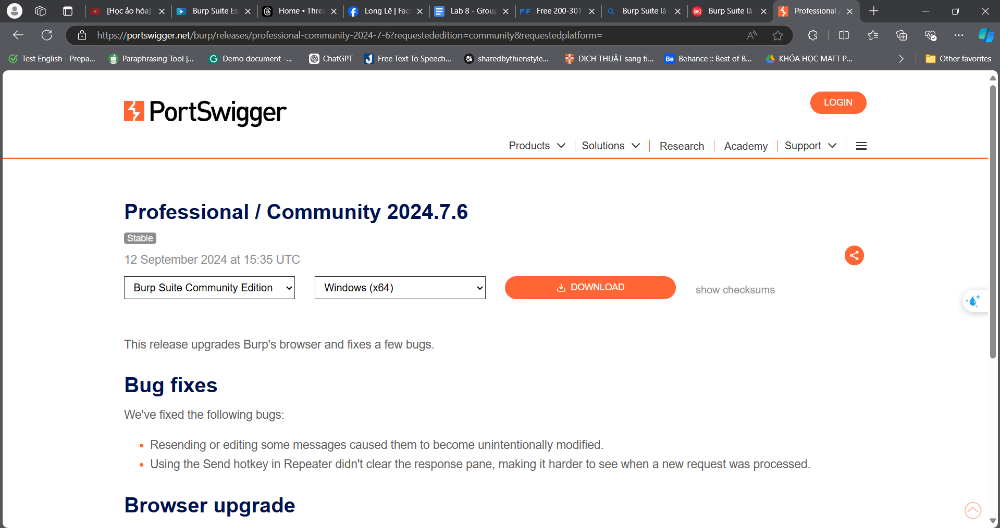 [Học ảo hóa]
Burp Suite Es
Home • Threa
Long Lê | Fac
Lab 8 - Group
Free 200-301
Burp Suite là
Burp Suite là
Professional /
https://portswigger.net/burp/releases/professional-community-2024-7-6?requestededition=community&requestedplatform=
Test English - Prepa...
Paraphrasing Tool |...
Demo document -...
ChatGPT
Free Text To Speech...
sharedbythienstyle...
DỊCH THUẬT sang ti...
Behance :: Best of B...
KHÓA HỌC MATT P...
Other favorites
PortSwigger
LOGIN
Products
Solutions
Research
Academy
Support
Professional / Community 2024.7.6
Stable
12 September 2024 at 15:35 UTC
Burp Suite Community Edition
Windows (x64)
DOWNLOAD
show checksums
This release upgrades Burp's browser and fixes a few bugs.
Bug fixes
We've fixed the following bugs:
Resending or editing some messages caused them to become unintentionally modified.
Using the Send hotkey in Repeater didn't clear the response pane, making it harder to see when a new request was processed.
Browser upgrade